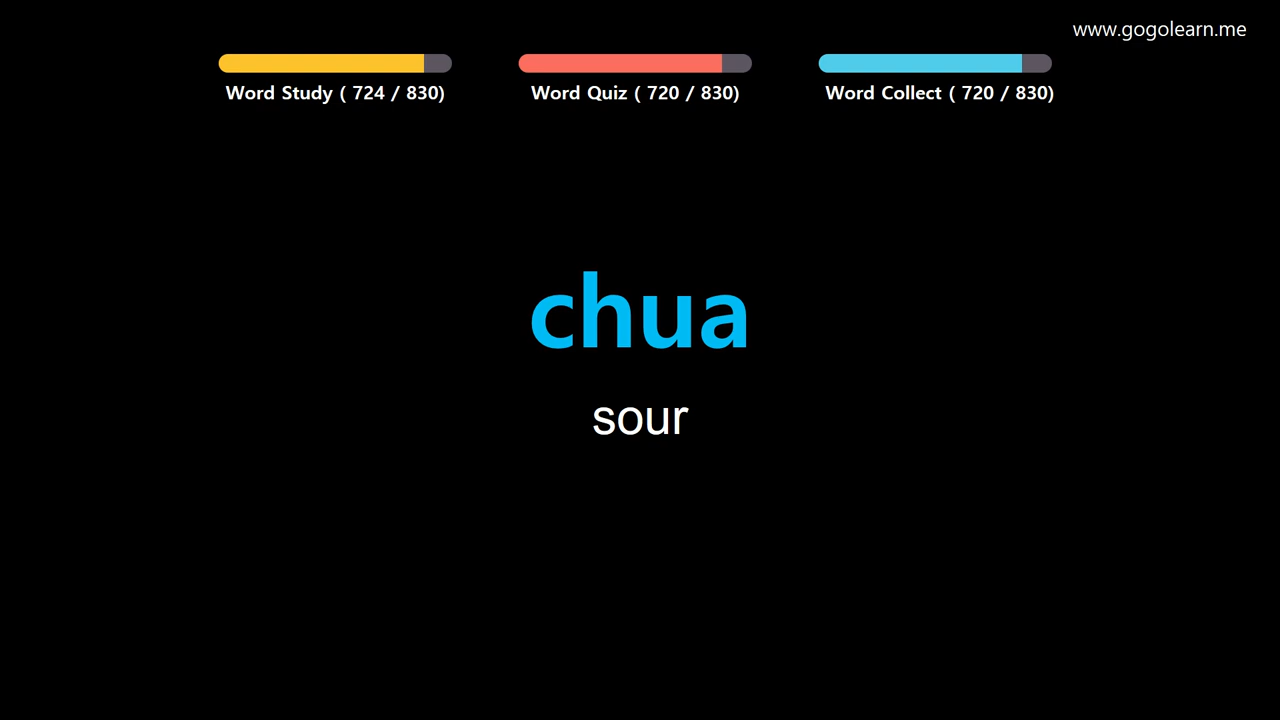 www.gogolearn.me
Word Study ( 724 / 830)
Word Quiz ( 720 / 830)
Word Collect ( 720 / 830)
chua
sour